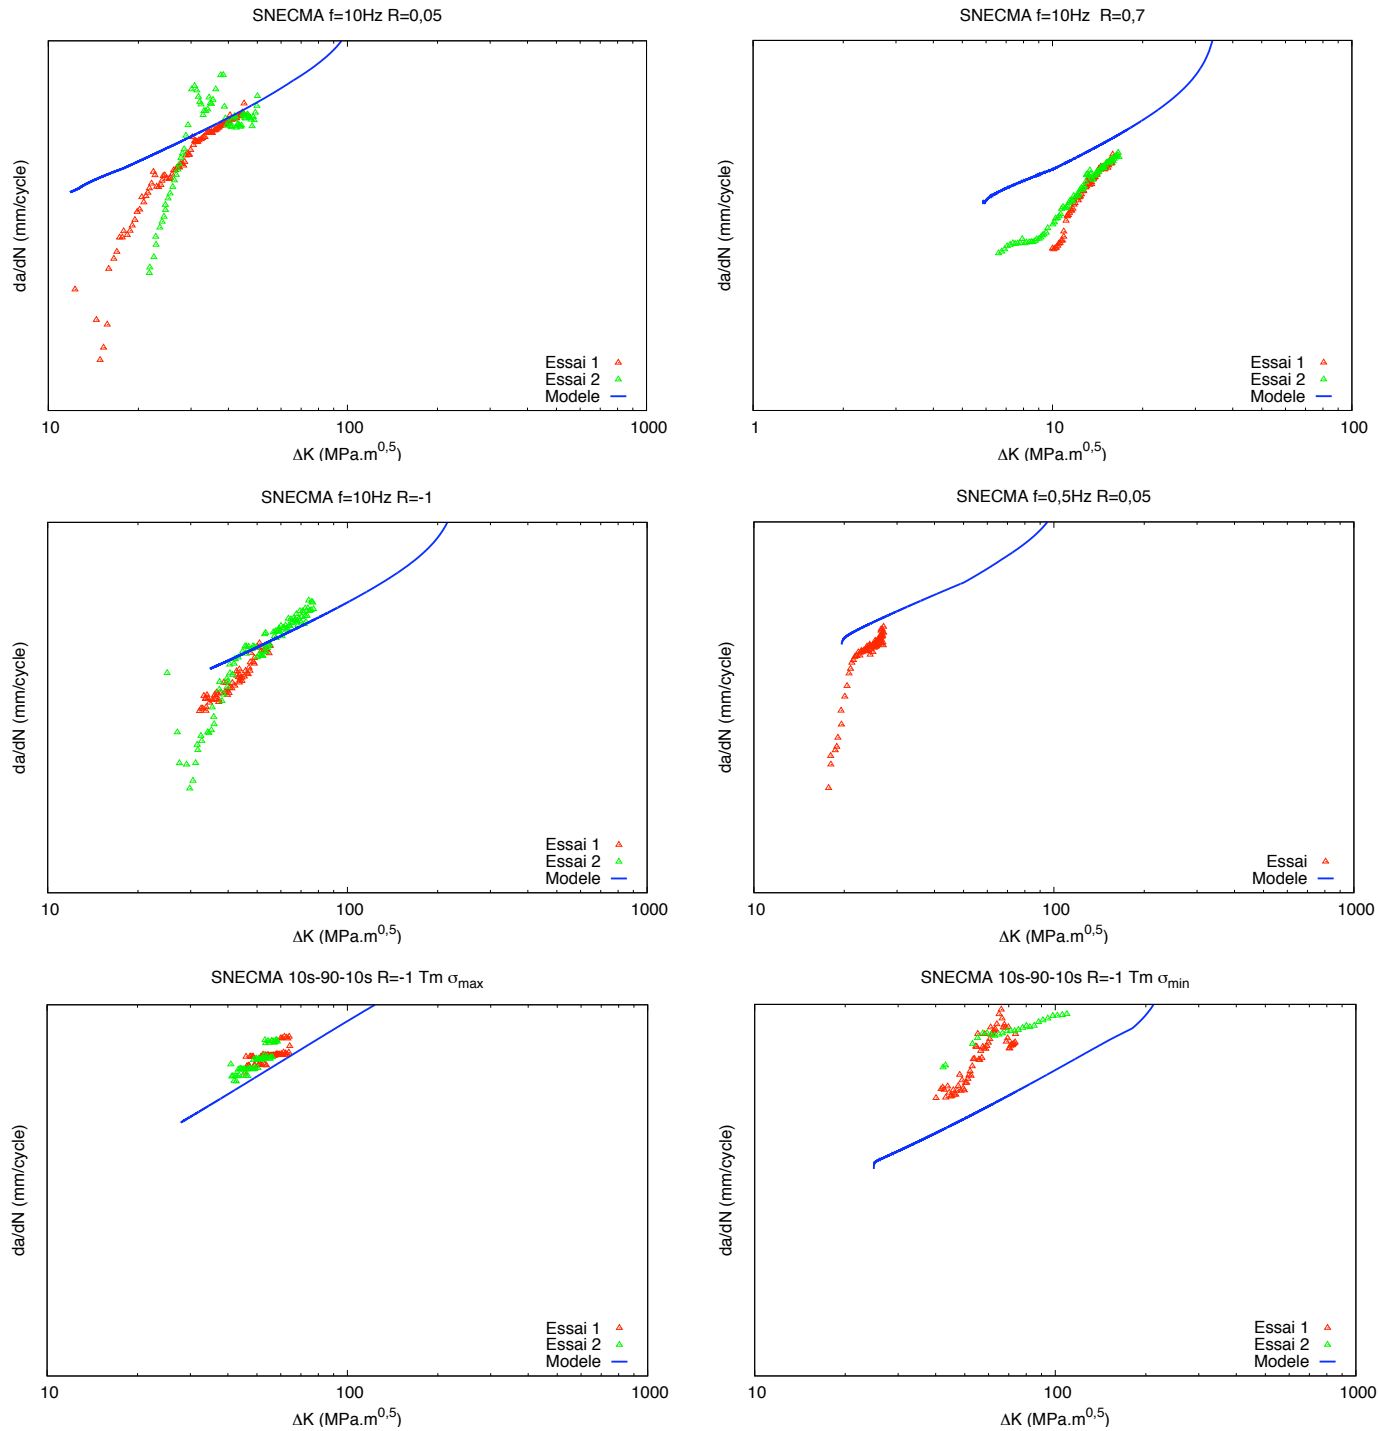 SNECMA f=10Hz R=0,05
da/dN (mm/cycle)
Essai 1
Essai 2
Modele
10 100 1000
ΔK (MPa.m^0,5)
SNECMA f=10Hz R=0,7
da/dN (mm/cycle)
Essai 1
Essai 2
Modele
1 10 100
ΔK (MPa.m^0,5)
SNECMA f=10Hz R=-1
da/dN (mm/cycle)
Essai 1
Essai 2
Modele
10 100 1000
ΔK (MPa.m^0,5)
SNECMA f=0,5Hz R=0,05
da/dN (mm/cycle)
Essai
Modele
10 100 1000
ΔK (MPa.m^0,5)
SNECMA 10s-90-10s R=-1 Tm σmax
da/dN (mm/cycle)
Essai 1
Essai 2
Modele
10 100 1000
ΔK (MPa.m^0,5)
SNECMA 10s-90-10s R=-1 Tm σmin
da/dN (mm/cycle)
Essai 1
Essai 2
Modele
10 100 1000
ΔK (MPa.m^0,5)